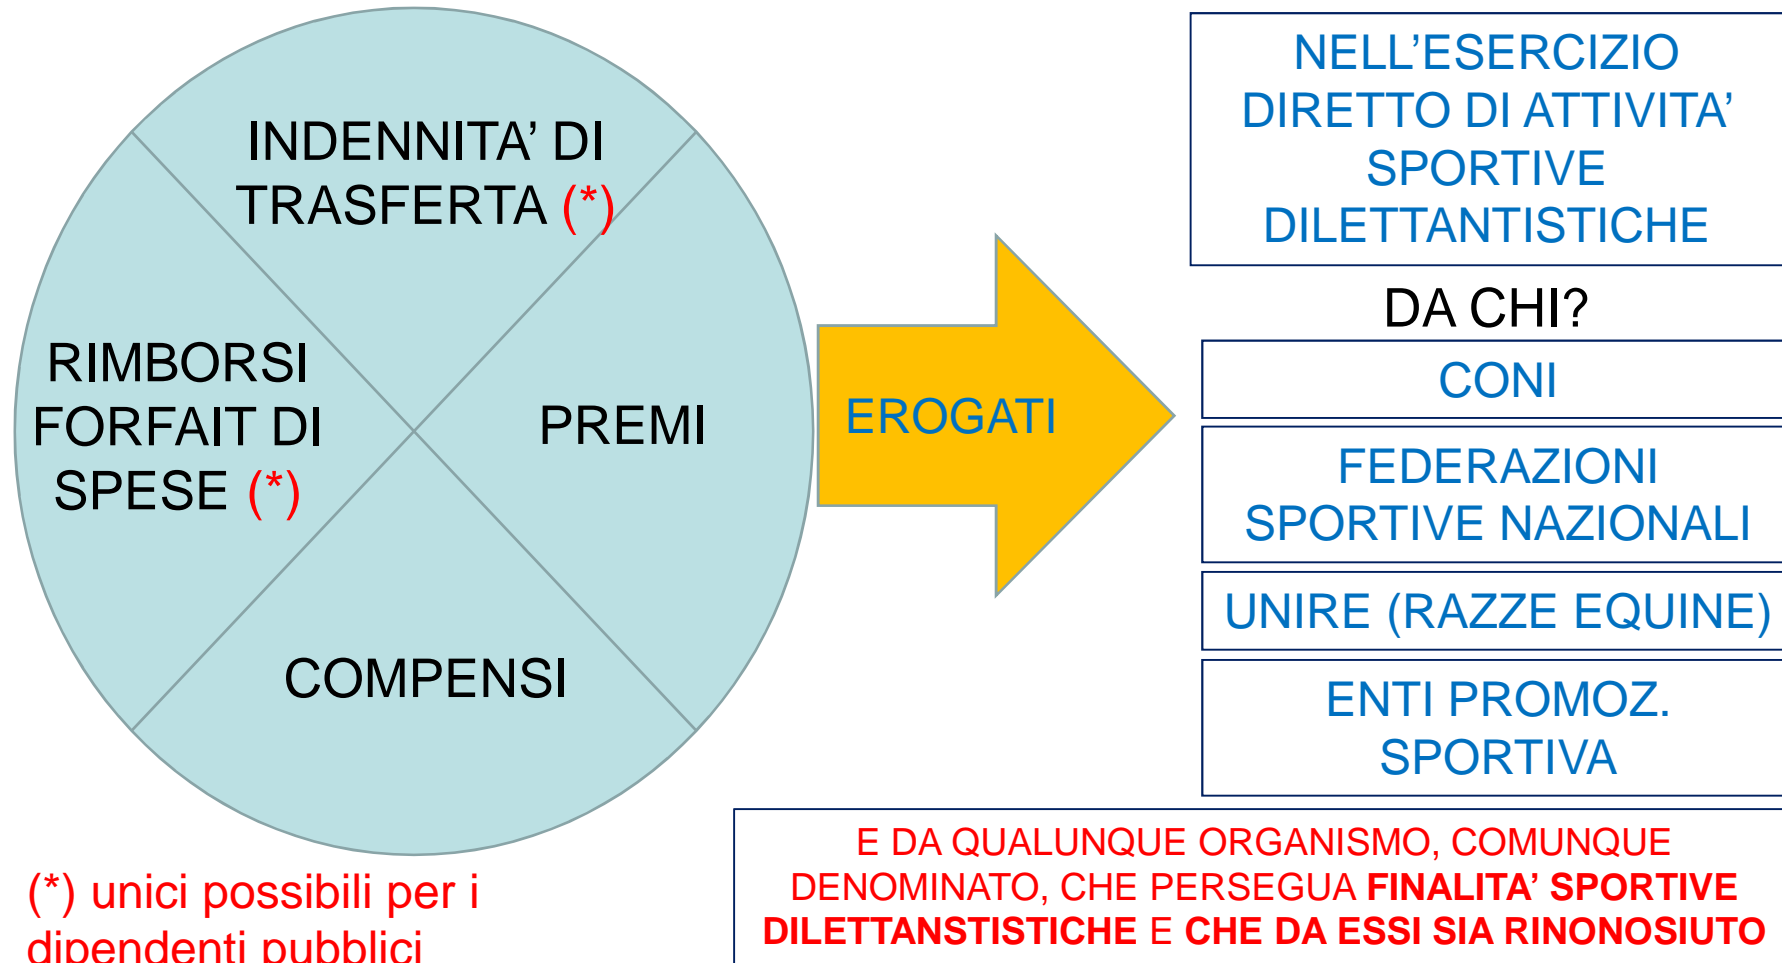 INDENNITA’ DI
TRASFERTA (*)
RIMBORSI
FORFAIT DI
SPESE (*)
PREMI
COMPENSI
(*) unici possibili per i
dipendenti pubblici
EROGATI
NELL’ESERCIZIO
DIRETTO DI ATTIVITA’
SPORTIVE
DILETTANTISTICHE
DA CHI?
CONI
FEDERAZIONI
SPORTIVE NAZIONALI
UNIRE (RAZZE EQUINE)
ENTI PROMOZ.
SPORTIVA
E DA QUALUNQUE ORGANISMO, COMUNQUE
DENOMINATO, CHE PERSEGUA FINALITA’ SPORTIVE
DILETTANSTISTICHE E CHE DA ESSI SIA RINONOSIUTO